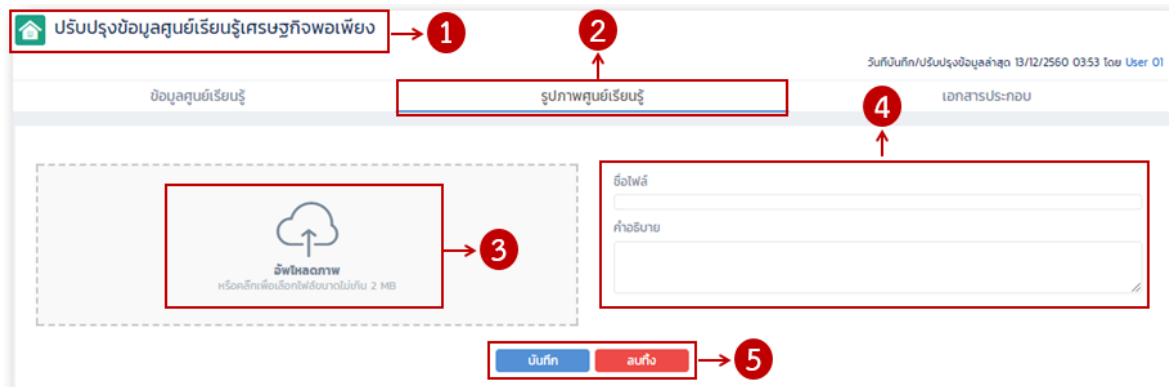 ปรับปรุงข้อมูลศูนย์เรียนรู้เศรษฐกิจพอเพียง
1
2
วันที่บันทึก/ปรับปรุงข้อมูลล่าสุด 13/12/2560 03:53 โดย User 01
ข้อมูลศูนย์เรียนรู้
รูปภาพศูนย์เรียนรู้
เอกสารประกอบ
4
ชื่อไฟล์
คำอธิบาย
อัพโหลดภาพ
หรือคลิกเพื่อเลือกไฟล์ขนาดไม่เกิน 2 MB
3
บันทึก
ลบทิ้ง
5